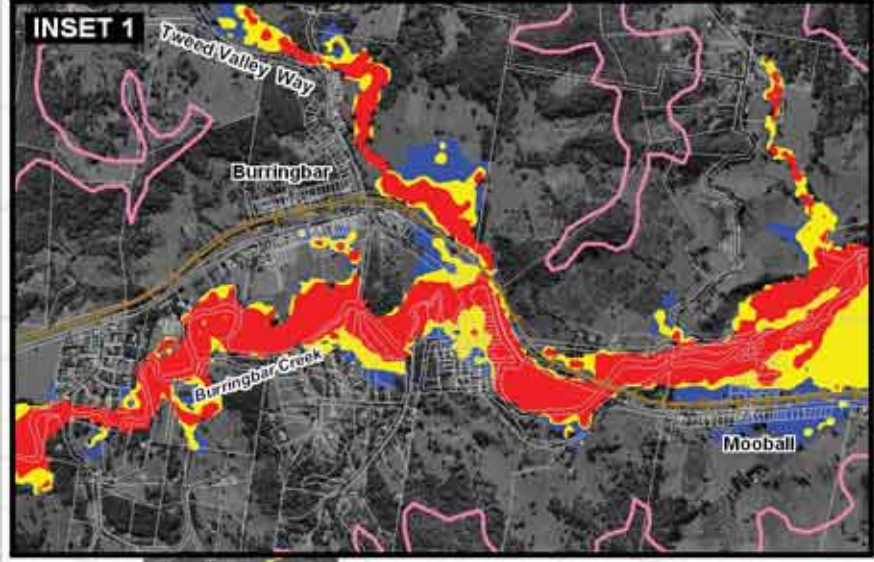 INSET 1
Tweed Valley Way
Burringbar
Burringbar Creek
Mooball